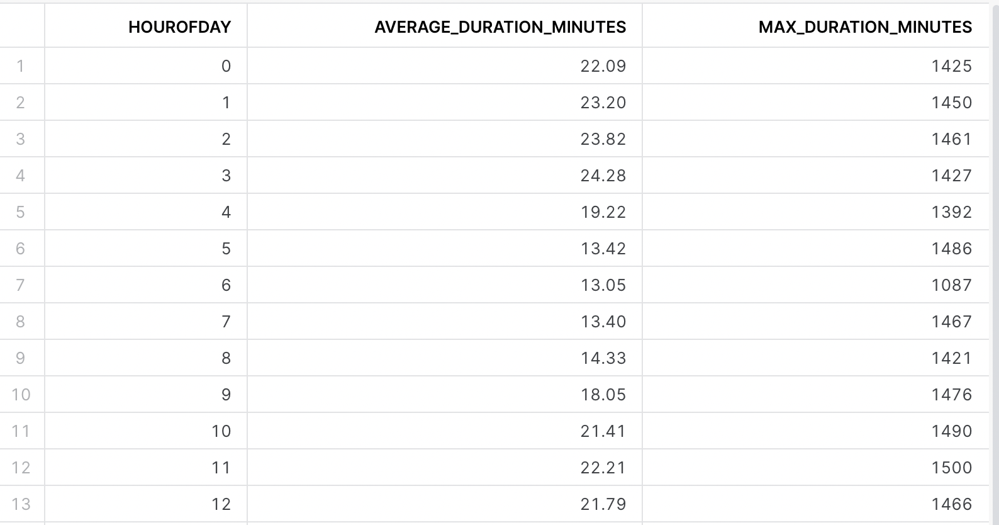 HOUROFDAY AVERAGE_DURATION_MINUTES MAX_DURATION_MINUTES
1 0 22.09 1425
2 1 23.20 1450
3 2 23.82 1461
4 3 24.28 1427
5 4 19.22 1392
6 5 13.42 1486
7 6 13.05 1087
8 7 13.40 1467
9 8 14.33 1421
10 9 18.05 1476
11 10 21.41 1490
12 11 22.21 1500
13 12 21.79 1466